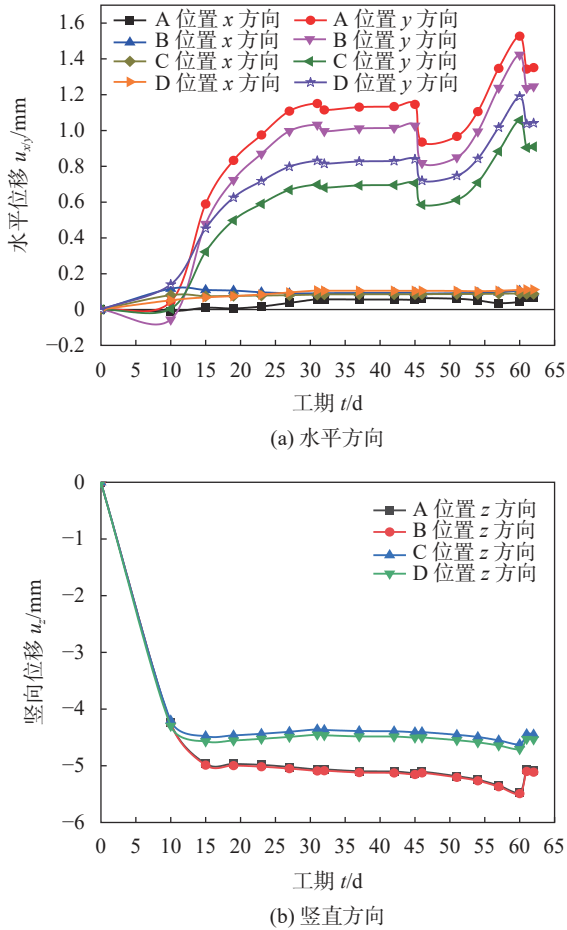 1.6
1.4
1.2
1.0
0.8
0.6
0.4
0.2
0
−0.2
水平位移 u_{x/y}/mm
A 位置 x 方向 A 位置 y 方向
B 位置 x 方向 B 位置 y 方向
C 位置 x 方向 C 位置 y 方向
D 位置 x 方向 D 位置 y 方向
0 5 10 15 20 25 30 35 40 45 50 55 60 65
工期 t/d
(a) 水平方向
0
−1
−2
−3
−4
−5
−6
竖向位移 u_z/mm
A 位置 z 方向
B 位置 z 方向
C 位置 z 方向
D 位置 z 方向
0 5 10 15 20 25 30 35 40 45 50 55 60 65
工期 t/d
(b) 竖直方向